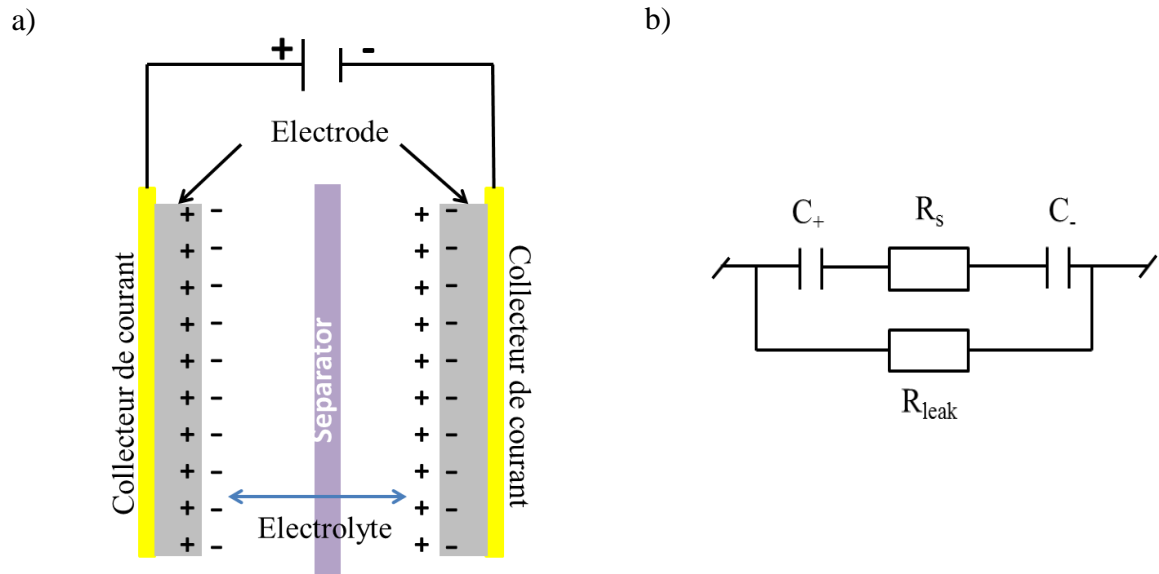 a)
b)
+ -
Electrode
C+
Rs
C-
Collecteur de courant
Separator
Collecteur de courant
Rleak
Electrolyte